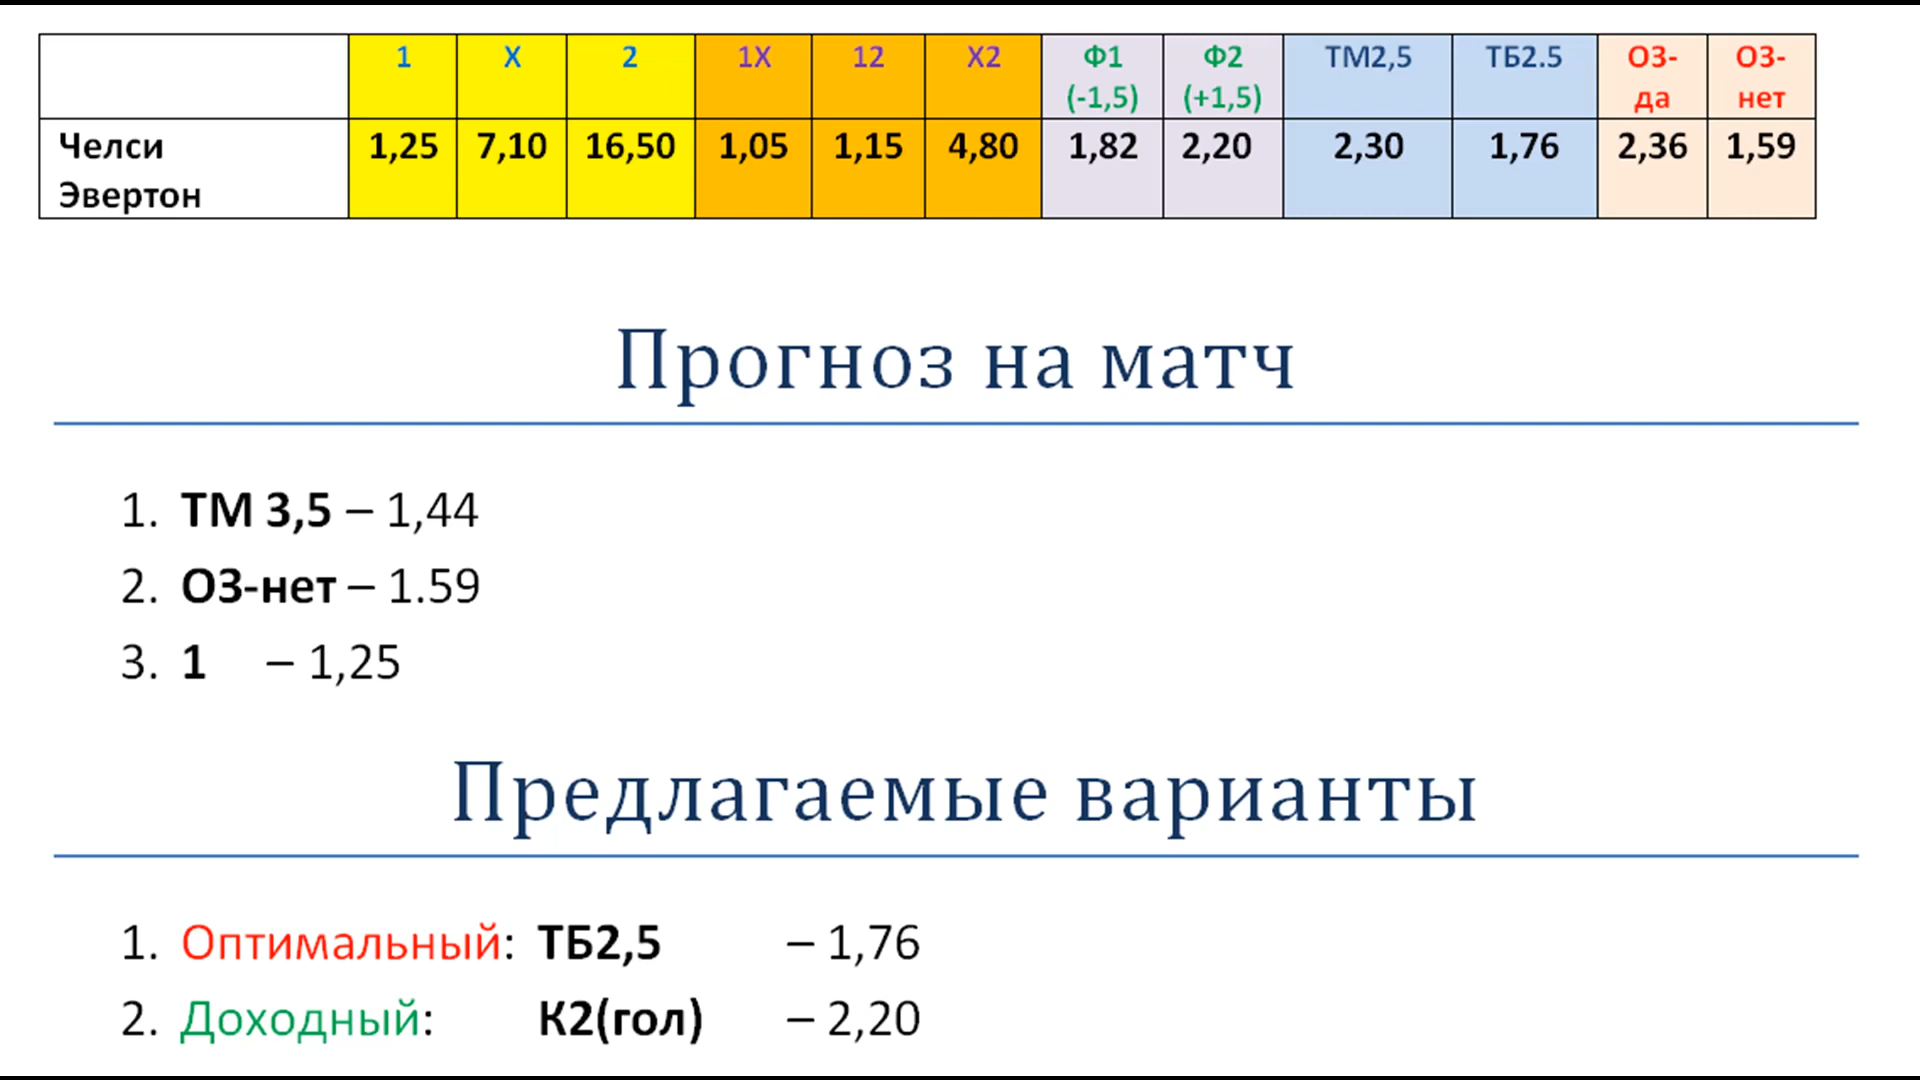 1 X 2 1X 12 X2 Ф1 Ф2 ТМ2,5 ТБ2.5 ОЗ- ОЗ-
(-1,5) (+1,5) да нет
Челси 1,25 7,10 16,50 1,05 1,15 4,80 1,82 2,20 2,30 1,76 2,36 1,59
Эвертон
Прогноз на матч
1. ТМ 3,5 – 1,44
2. ОЗ-нет – 1.59
3. 1 – 1,25
Предлагаемые варианты
1. Оптимальный: ТБ2,5 – 1,76
2. Доходный: К2(гол) – 2,20